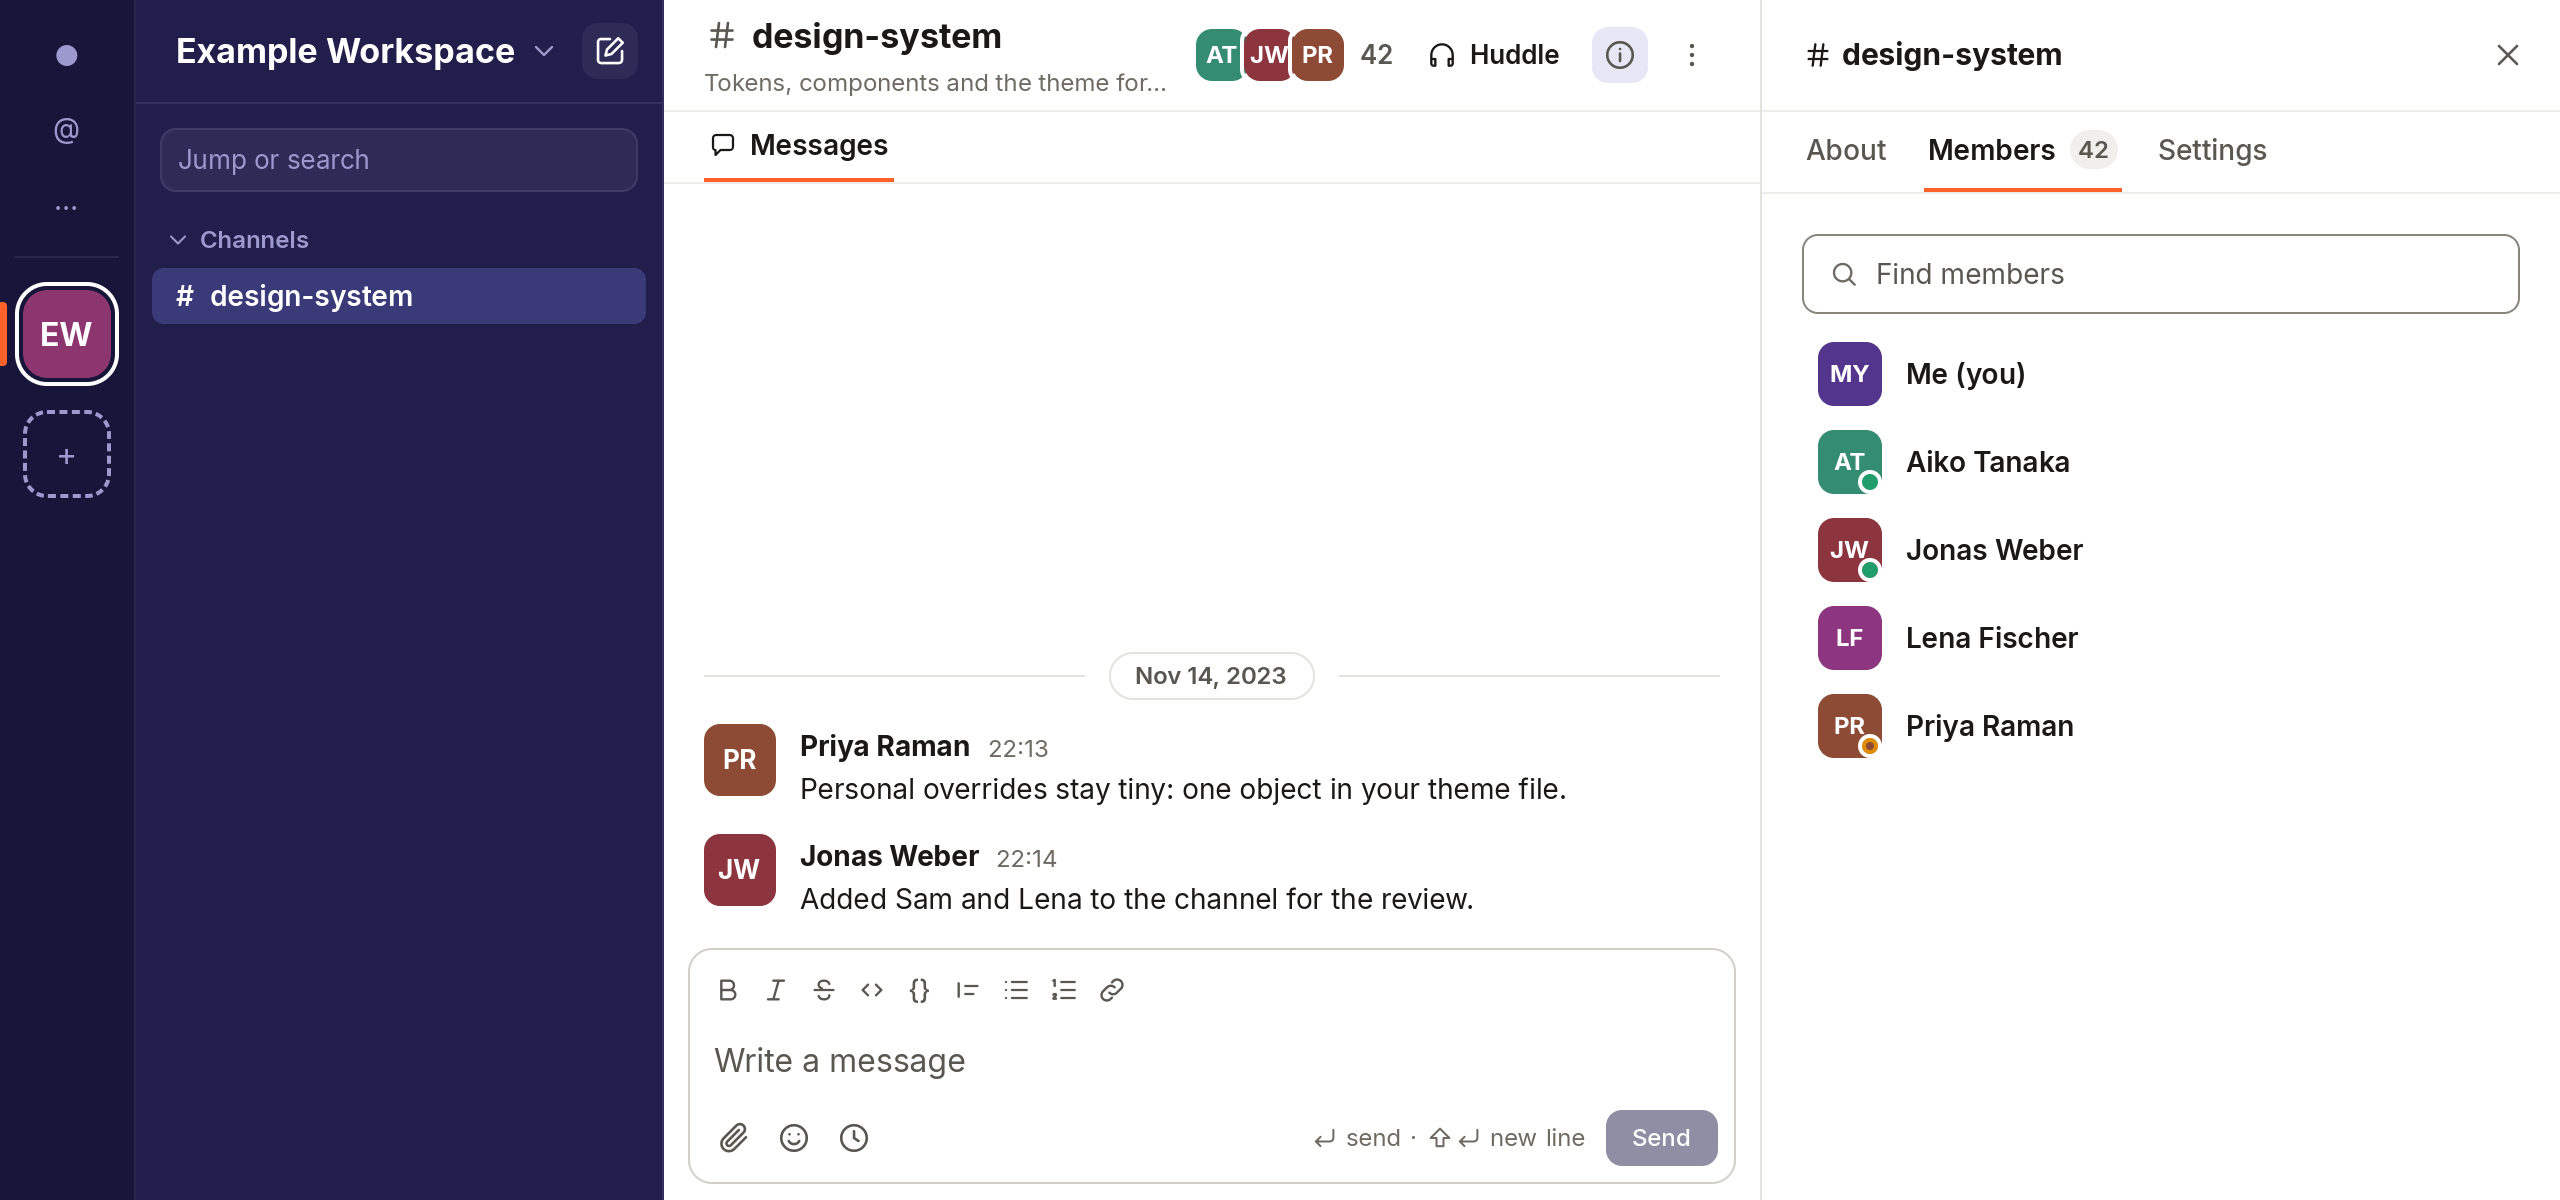 @
...
EW
+
Example Workspace
Jump or search
Channels
# design-system
# design-system
Tokens, components and the theme for...
AT JW PR 42
Huddle
Messages
Nov 14, 2023
PR
Priya Raman 22:13
Personal overrides stay tiny: one object in your theme file.
JW
Jonas Weber 22:14
Added Sam and Lena to the channel for the review.
Write a message
send · new line
Send
# design-system
About Members 42 Settings
Find members
MY Me (you)
AT Aiko Tanaka
JW Jonas Weber
LF Lena Fischer
PR Priya Raman